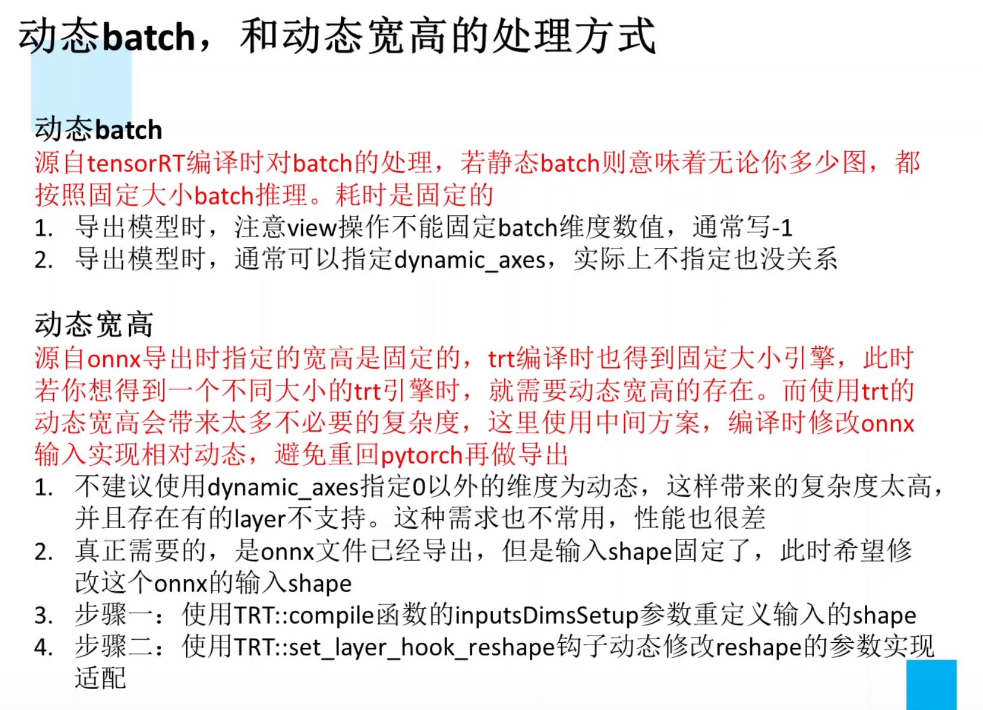 动态batch，和动态宽高的处理方式
动态batch
源自tensorRT编译时对batch的处理，若静态batch则意味着无论你多少图，都
按照固定大小batch推理。耗时是固定的
1. 导出模型时，注意view操作不能固定batch维度数值，通常写-1
2. 导出模型时，通常可以指定dynamic_axes，实际上不指定也没关系
动态宽高
源自onnx导出时指定的宽高是固定的，trt编译时也得到固定大小引擎，此时
若你想得到一个不同大小的trt引擎时，就需要动态宽高的存在。而使用trt的
动态宽高会带来太多不必要的复杂度，这里使用中间方案，编译时修改onnx
输入实现相对动态，避免重回pytorch再做导出
1. 不建议使用dynamic_axes指定0以外的维度为动态，这样带来的复杂度太高，
并且存在有的layer不支持。这种需求也不常用，性能也很差
2. 真正需要的，是onnx文件已经导出，但是输入shape固定了，此时希望修
改这个onnx的输入shape
3. 步骤一：使用TRT::compile函数的inputsDimsSetup参数重定义输入的shape
4. 步骤二：使用TRT::set_layer_hook_reshape钩子动态修改reshape的参数实现
适配